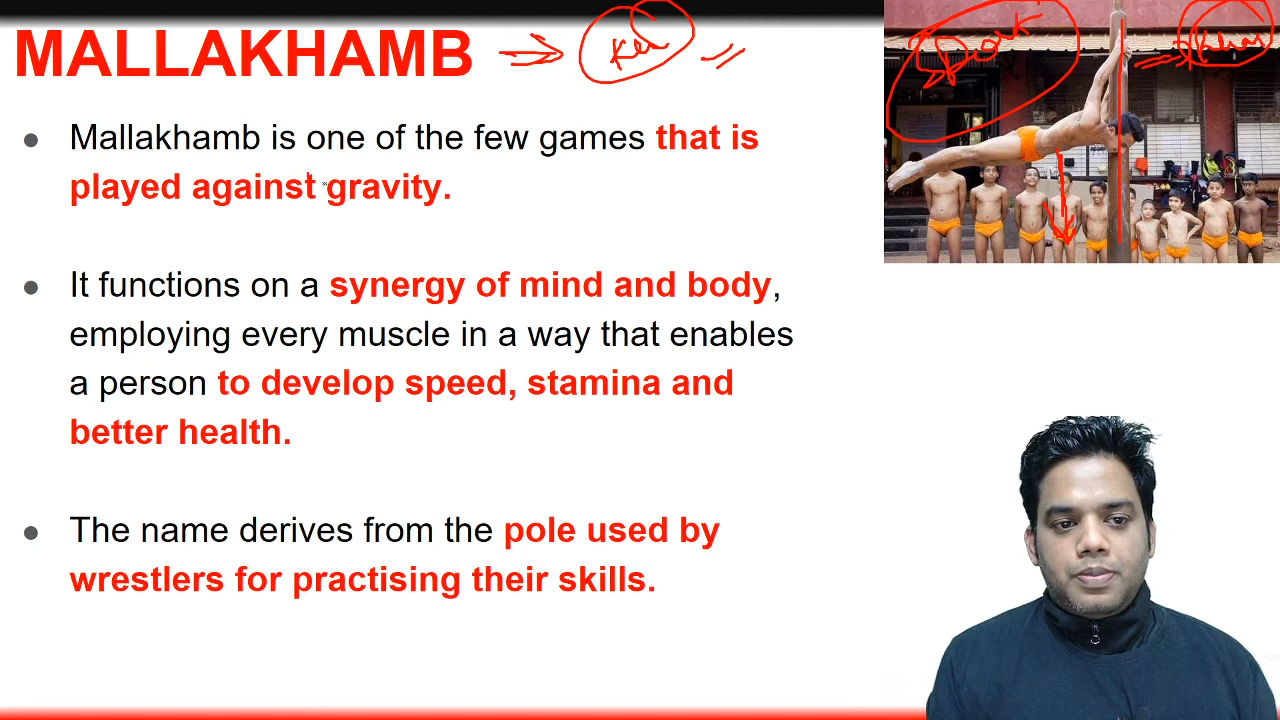 MALLAKHAMB
Mallakhamb is one of the few games that is
played against gravity.
It functions on a synergy of mind and body,
employing every muscle in a way that enables
a person to develop speed, stamina and
better health.
The name derives from the pole used by
wrestlers for practising their skills.